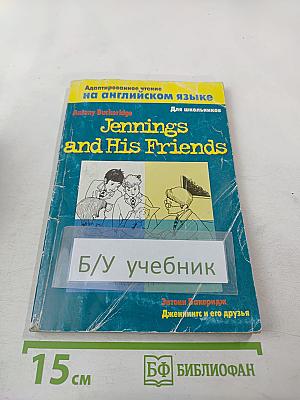 Адаптированное чтение
на английском языке
Для школьников
Antony Buckeridge
Jennings
and His Friends
Б/У учебник
Энтони Бакеридж
Дженнингс и его друзья
15 см
БФ БИБЛИОФАН